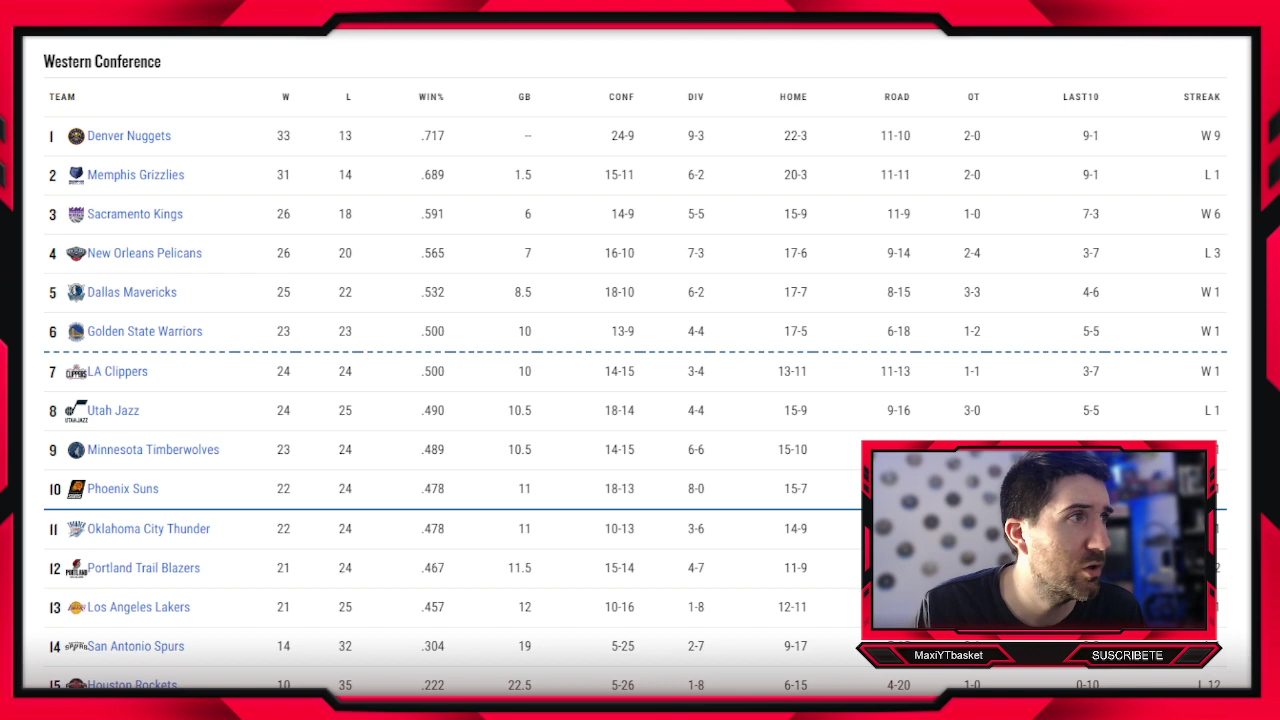 Western Conference
TEAM W L WIN% GB CONF DIV HOME ROAD OT LAST10 STREAK
1 Denver Nuggets 33 13 .717 -- 24-9 9-3 22-3 11-10 2-0 9-1 W 9
2 Memphis Grizzlies 31 14 .689 1.5 15-11 6-2 20-3 11-11 2-0 9-1 L 1
3 Sacramento Kings 26 18 .591 6 14-9 5-5 15-9 11-9 1-0 7-3 W 6
4 New Orleans Pelicans 26 20 .565 7 16-10 7-3 17-6 9-14 2-4 3-7 L 3
5 Dallas Mavericks 25 22 .532 8.5 18-10 6-2 17-7 8-15 3-3 4-6 W 1
6 Golden State Warriors 23 23 .500 10 13-9 4-4 17-5 6-18 1-2 5-5 W 1
7 CLIPPERS LA Clippers 24 24 .500 10 14-15 3-4 13-11 11-13 1-1 3-7 W 1
8 UTAH JAZZ Utah Jazz 24 25 .490 10.5 18-14 4-4 15-9 9-16 3-0 5-5 L 1
9 Minnesota Timberwolves 23 24 .489 10.5 14-15 6-6 15-10
10 Phoenix Suns 22 24 .478 11 18-13 8-0 15-7
11 Oklahoma City Thunder 22 24 .478 11 10-13 3-6 14-9
12 PORTLAND Portland Trail Blazers 21 24 .467 11.5 15-14 4-7 11-9
13 Los Angeles Lakers 21 25 .457 12 10-16 1-8 12-11
14 San Antonio Spurs 14 32 .304 19 5-25 2-7 9-17
15 Houston Rockets 10 35 .222 22.5 5-26 1-8 6-15 4-20 1-0 0-10 L 12
MaxiYTbasket SUSCRIBETE